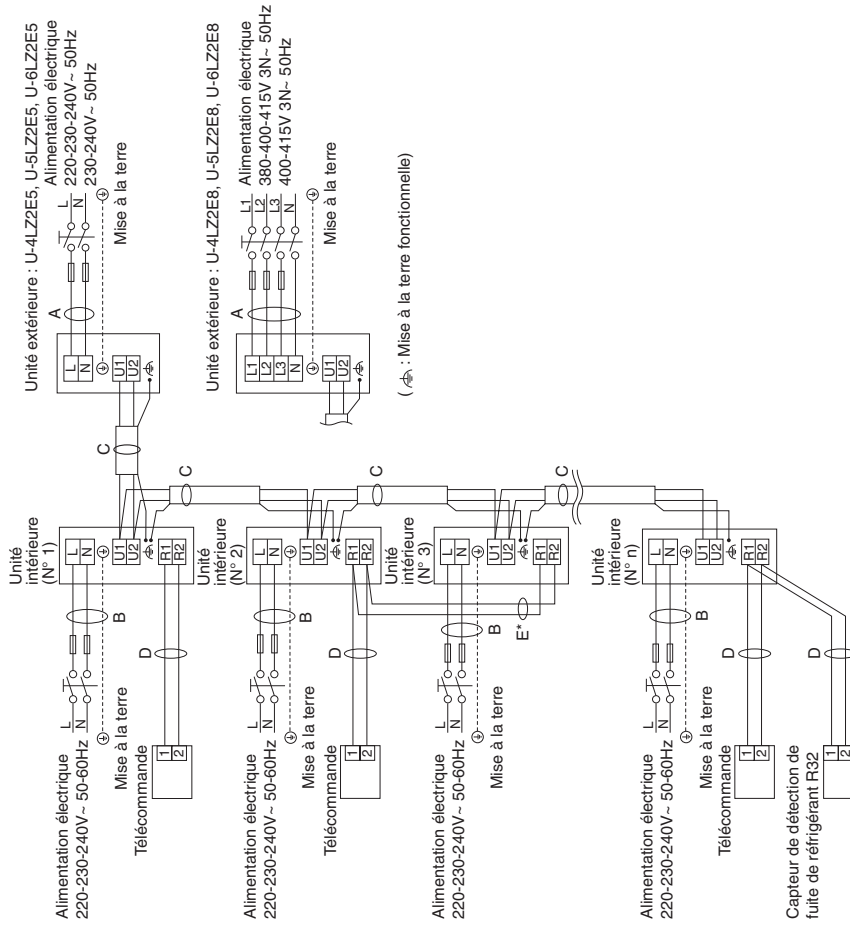 Unité extérieure : U-4LZ2E5, U-5LZ2E5, U-6LZ2E5
Alimentation électrique
220-230-240V ~ 50Hz
230-240V ~ 50Hz
L
N
Mise à la terre
A
L
N
U1
U2
C
Unité extérieure : U-4LZ2E8, U-5LZ2E8, U-6LZ2E8
Alimentation électrique
380-400-415V 3N~ 50Hz
400-415V 3N~ 50Hz
L1
L2
L3
N
Mise à la terre
A
L1
L2
L3
N
U1
U2
( : Mise à la terre fonctionnelle)
Unité
intérieure
(N° 1)
L
N
U1
U2
R1
R2
B
D
C
Alimentation électrique
220-230-240V ~ 50-60Hz
L
N
Mise à la terre
Télécommande
1
2
Unité
intérieure
(N° 2)
L
N
U1
U2
R1
R2
B
D
C
Alimentation électrique
220-230-240V ~ 50-60Hz
L
N
Mise à la terre
Télécommande
1
2
Unité
intérieure
(N° 3)
L
N
U1
U2
R1
R2
B
E*
C
Alimentation électrique
220-230-240V ~ 50-60Hz
L
N
Mise à la terre
Unité
intérieure
(N° n)
L
N
U1
U2
R1
R2
B
D
Alimentation électrique
220-230-240V ~ 50-60Hz
L
N
Mise à la terre
Télécommande
1
2
Capteur de détection de
fuite de réfrigérant R32
D
1
2